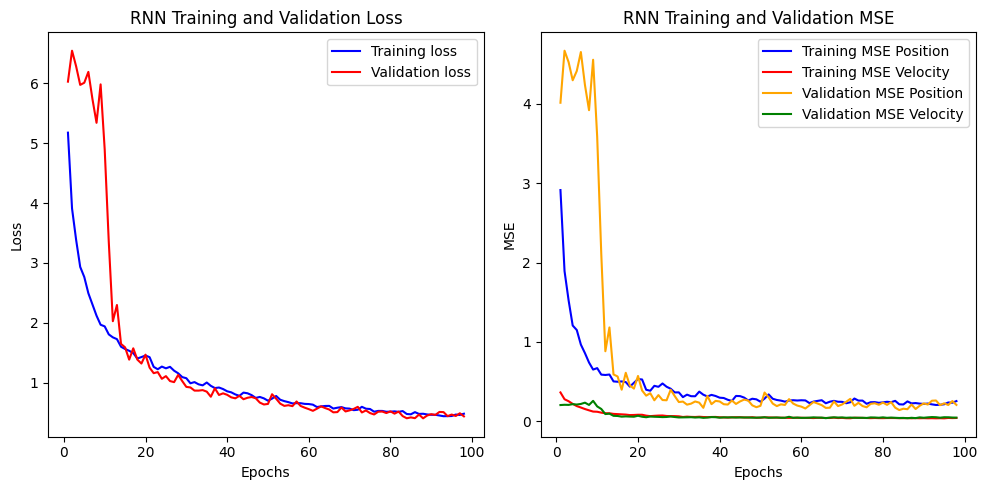 RNN Training and Validation Loss
Training loss
Validation loss
Loss
6
5
4
3
2
1
0
20
40
60
80
100
Epochs
RNN Training and Validation MSE
Training MSE Position
Training MSE Velocity
Validation MSE Position
Validation MSE Velocity
MSE
4
3
2
1
0
0
20
40
60
80
100
Epochs